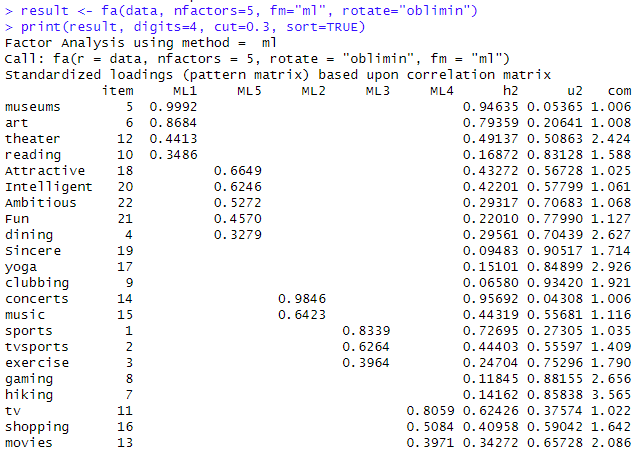 > result <- fa(data, nfactors=5, fm="ml", rotate="oblimin")
> print(result, digits=4, cut=0.3, sort=TRUE)
Factor Analysis using method =  ml
Call: fa(r = data, nfactors = 5, rotate = "oblimin", fm = "ml")
Standardized loadings (pattern matrix) based upon correlation matrix
            item    ML1    ML5    ML2    ML3    ML4      h2      u2   com
museums        5 0.9992                             0.94635 0.05365 1.006
art            6 0.8684                             0.79359 0.20641 1.008
theater       12 0.4413                             0.49137 0.50863 2.424
reading       10 0.3486                             0.16872 0.83128 1.588
Attractive    18        0.6649                      0.43272 0.56728 1.025
Intelligent   20        0.6246                      0.42201 0.57799 1.061
Ambitious     22        0.5272                      0.29317 0.70683 1.068
Fun           21        0.4570                      0.22010 0.77990 1.127
dining         4        0.3279                      0.29561 0.70439 2.627
Sincere       19                                    0.09483 0.90517 1.714
yoga          17                                    0.15101 0.84899 2.926
clubbing       9                                    0.06580 0.93420 1.921
concerts      14               0.9846               0.95692 0.04308 1.006
music         15               0.6423               0.44319 0.55681 1.116
sports         1                      0.8339        0.72695 0.27305 1.035
tvsports       2                      0.6264        0.44403 0.55597 1.409
exercise       3                      0.3964        0.24704 0.75296 1.790
gaming         8                                    0.11845 0.88155 2.656
hiking         7                                    0.14162 0.85838 3.565
tv            11                             0.8059 0.62426 0.37574 1.022
shopping      16                             0.5084 0.40958 0.59042 1.642
movies        13                             0.3971 0.34272 0.65728 2.086